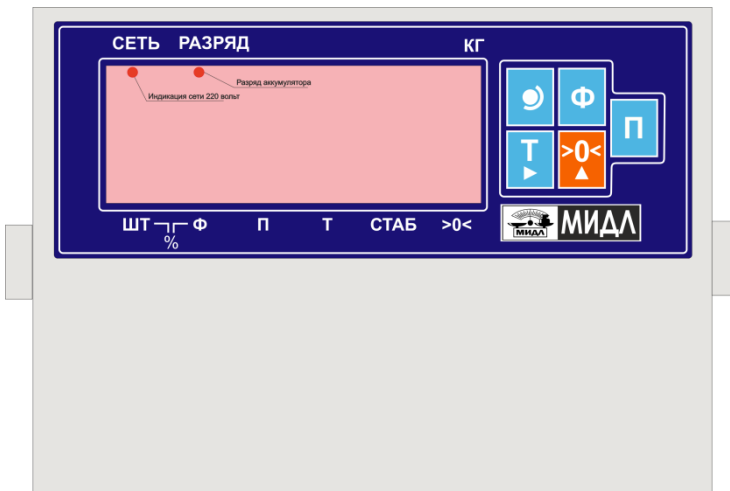 СЕТЬ РАЗРЯД КГ
Разряд аккумулятора
Индикация сети 220 вольт
Ф
П
Т
>0<
ШТ Ф П Т СТАБ >0<
%
МИДЛ МИДЛ